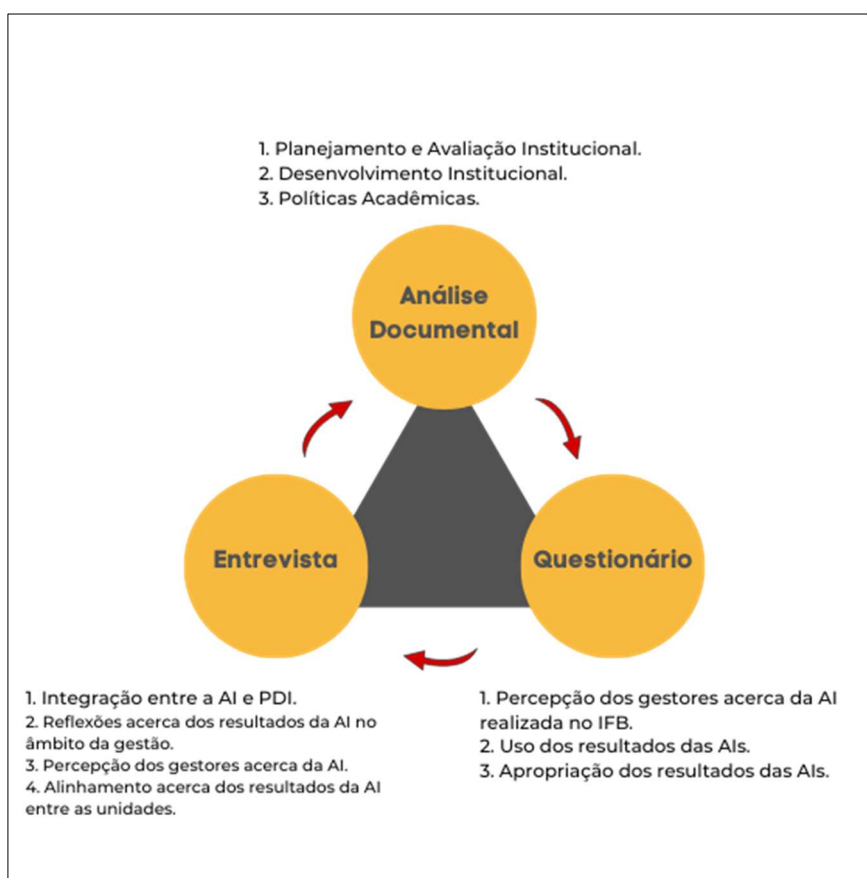 1. Planejamento e Avaliação Institucional.
2. Desenvolvimento Institucional.
3. Políticas Acadêmicas.
Análise
Documental
Entrevista
Questionário
1. Integração entre a AI e PDI.
2. Reflexões acerca dos resultados da AI no
âmbito da gestão.
3. Percepção dos gestores acerca da AI.
4. Alinhamento acerca dos resultados da AI
entre as unidades.
1. Percepção dos gestores acerca da AI
realizada no IFB.
2. Uso dos resultados das AIs.
3. Apropriação dos resultados das AIs.